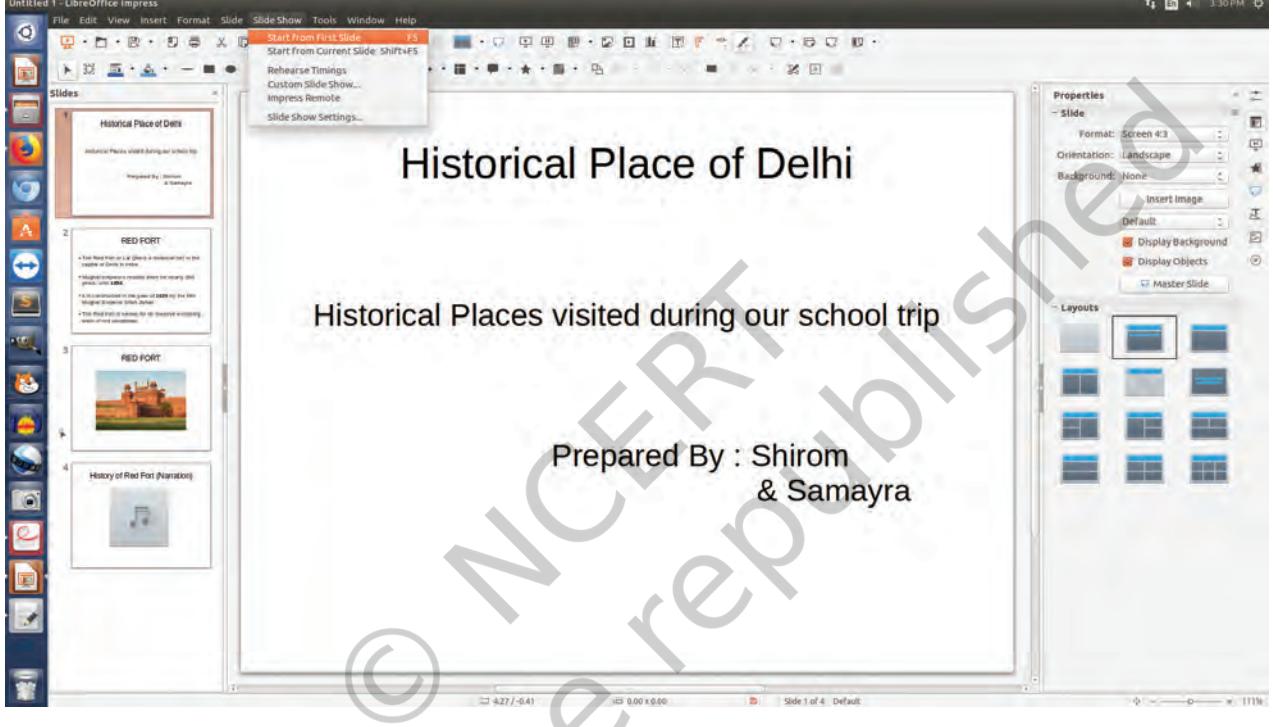 Untitled 1 - LibreOffice Impress
En 3:30 PM
File Edit View Insert Format Slide Slide Show Tools Window Help
Start from First Slide F5
Start from Current Slide Shift+F5
Rehearse Timings
Custom Slide Show...
Impress Remote
Slide Show Settings...
Slides
1
Historical Place of Delhi
Historical Places visited during our school trip
Prepared By : Shirom
& Samayra
2
RED FORT
3
RED FORT
4
History of Red Fort (Narration)
Historical Place of Delhi
Historical Places visited during our school trip
Prepared By : Shirom
& Samayra
Properties
Slide
Format: Screen 4:3
Orientation: Landscape
Background: None
Insert Image
Default
Display Background
Display Objects
Master Slide
Layouts
4.27 / -0.41
0.00 x 0.00
Slide 1 of 4
Default
111%
© NCERT
e republished